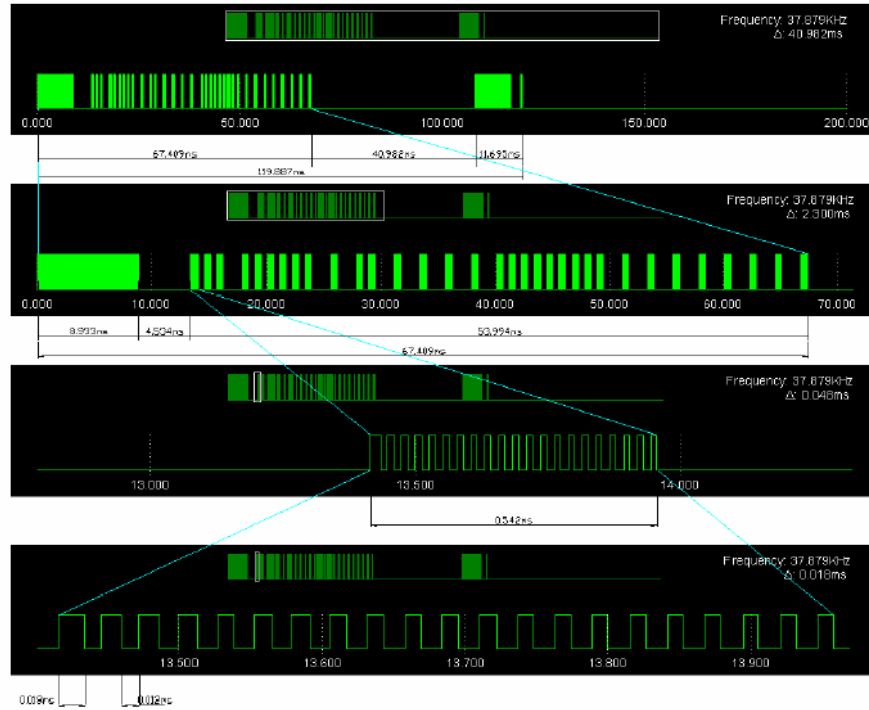 Frequency: 37.879KHz
Δ: 40.982ms
0.000 50.000 100.000 150.000 200.000
67.409ms 40.982ms 11.695ms
119.887ms
Frequency: 37.879KHz
Δ: 2.300ms
0.000 10.000 20.000 30.000 40.000 50.000 60.000 70.000
8.933ms 4.504ms 53.994ms
67.409ms
Frequency: 37.879KHz
Δ: 0.046ms
13.000 13.500 14.000
0.542ms
Frequency: 37.879KHz
Δ: 0.018ms
13.500 13.600 13.700 13.800 13.900
0.019ms 0.012ms